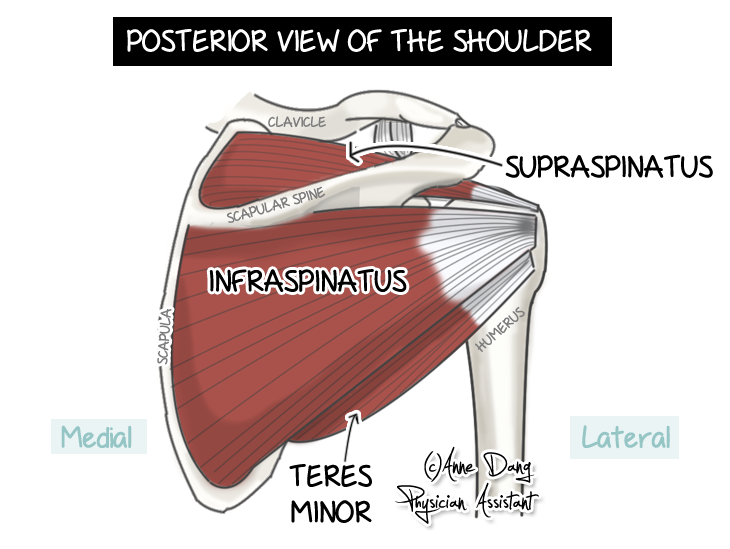 POSTERIOR VIEW OF THE SHOULDER
CLAVICLE
SUPRASPINATUS
SCAPULAR SPINE
INFRASPINATUS
SCAPULA
HUMERUS
Medial
Lateral
TERES
MINOR
(c)Anne Dang
Physician Assistant